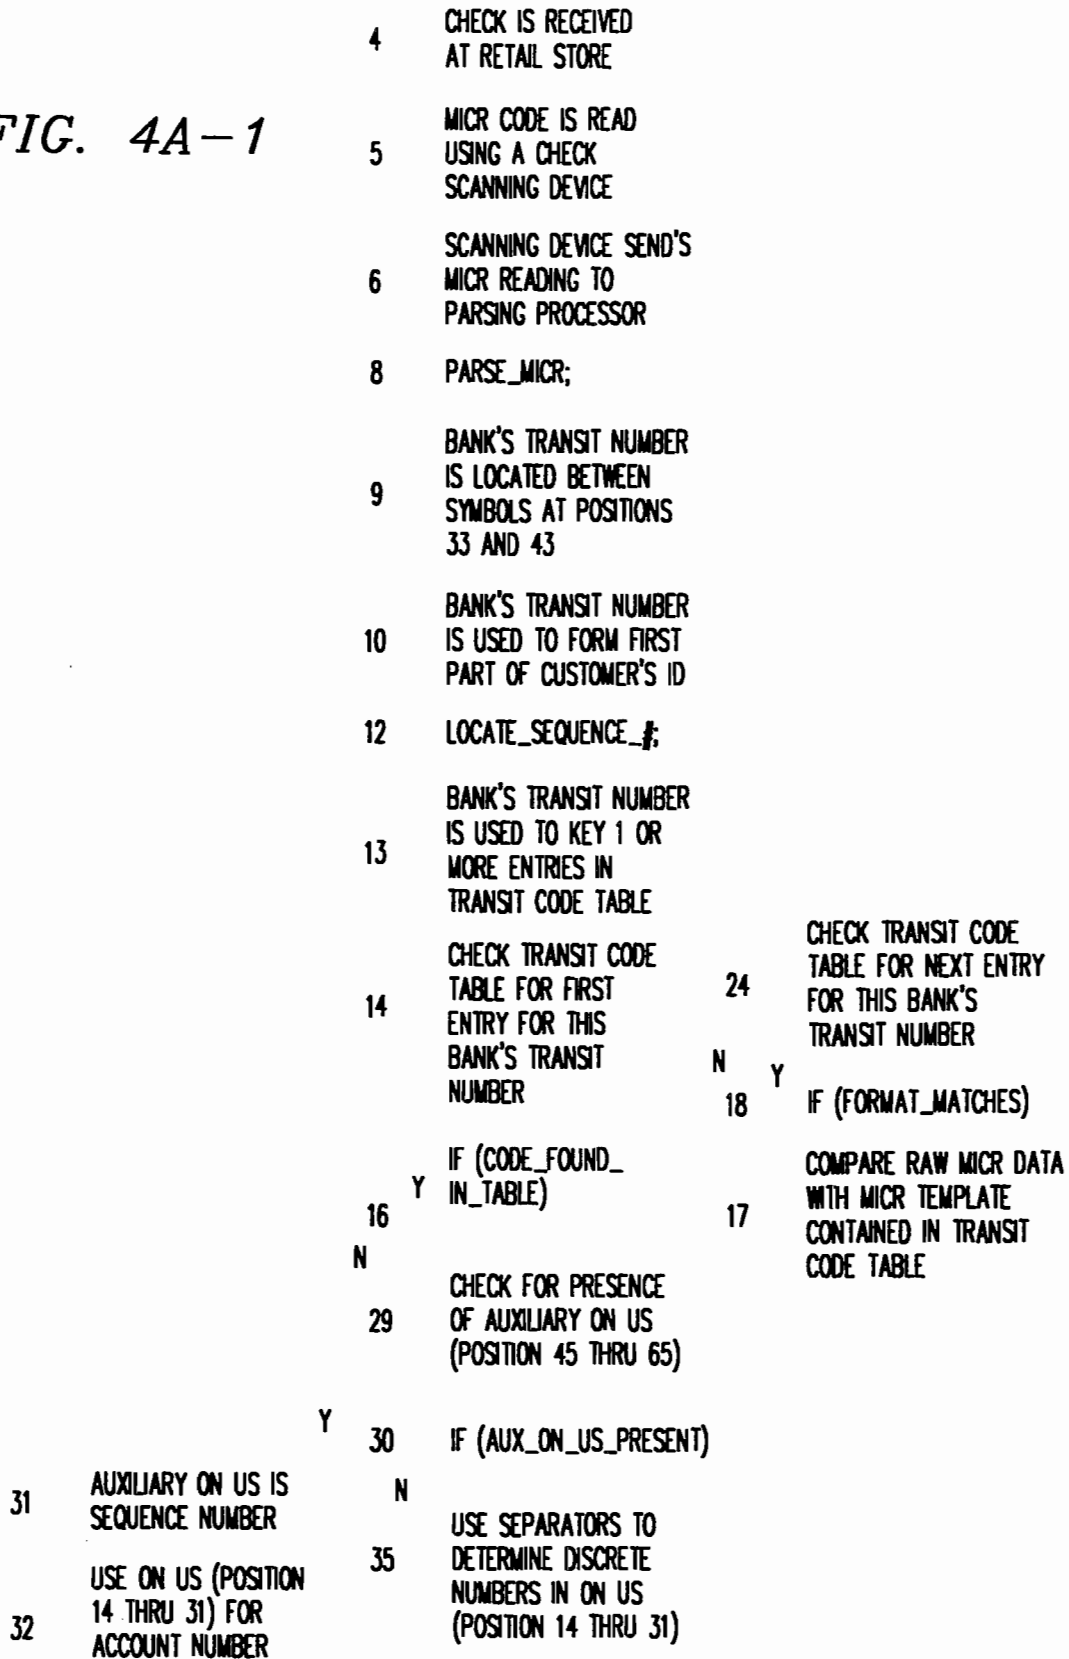 4 CHECK IS RECEIVED
AT RETAIL STORE
FIG. 4A-1
5 MICR CODE IS READ
USING A CHECK
SCANNING DEVICE
6 SCANNING DEVICE SEND'S
MICR READING TO
PARSING PROCESSOR
8 PARSE_MICR;
9 BANK'S TRANSIT NUMBER
IS LOCATED BETWEEN
SYMBOLS AT POSITIONS
33 AND 43
10 BANK'S TRANSIT NUMBER
IS USED TO FORM FIRST
PART OF CUSTOMER'S ID
12 LOCATE_SEQUENCE_#;
13 BANK'S TRANSIT NUMBER
IS USED TO KEY 1 OR
MORE ENTRIES IN
TRANSIT CODE TABLE
14 CHECK TRANSIT CODE
TABLE FOR FIRST
ENTRY FOR THIS
BANK'S TRANSIT
NUMBER
24 CHECK TRANSIT CODE
TABLE FOR NEXT ENTRY
FOR THIS BANK'S
TRANSIT NUMBER
N Y
18 IF (FORMAT_MATCHES)
17 COMPARE RAW MICR DATA
WITH MICR TEMPLATE
CONTAINED IN TRANSIT
CODE TABLE
16 IF (CODE_FOUND_
Y IN_TABLE)
N
29 CHECK FOR PRESENCE
OF AUXILIARY ON US
(POSITION 45 THRU 65)
Y
30 IF (AUX_ON_US_PRESENT)
N
31 AUXILIARY ON US IS
SEQUENCE NUMBER
32 USE ON US (POSITION
14 THRU 31) FOR
ACCOUNT NUMBER
35 USE SEPARATORS TO
DETERMINE DISCRETE
NUMBERS IN ON US
(POSITION 14 THRU 31)